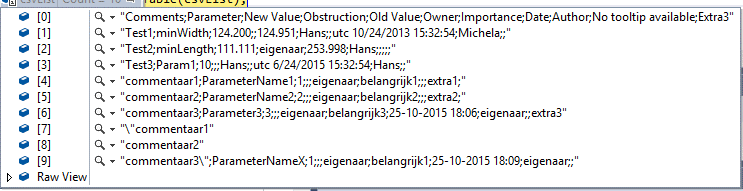 [0] "Comments;Parameter;New Value;Obstruction;Old Value;Owner;Importance;Date;Author;No tooltip available;Extra3"
[1] "Test1;minWidth;124.200;;124.951;Hans;;utc 10/24/2013 15:32:54;Michela;;"
[2] "Test2;minLength;111.111;eigenaar;253.998;Hans;;;;;"
[3] "Test3;Param1;10;;;Hans;;utc 6/24/2015 15:32:54;Hans;;"
[4] "commentaar1;ParameterName1;1;;;eigenaar;belangrijk1;;;extra1;"
[5] "commentaar2;ParameterName2;2;;;eigenaar;belangrijk2;;;extra2;"
[6] "commentaar3;Parameter3;3;;;eigenaar;belangrijk3;25-10-2015 18:06;eigenaar;;extra3"
[7] "\"commentaar1"
[8] "commentaar2"
[9] "commentaar3\";ParameterNameX;1;;;eigenaar;belangrijk1;25-10-2015 18:09;eigenaar;;"
Raw View